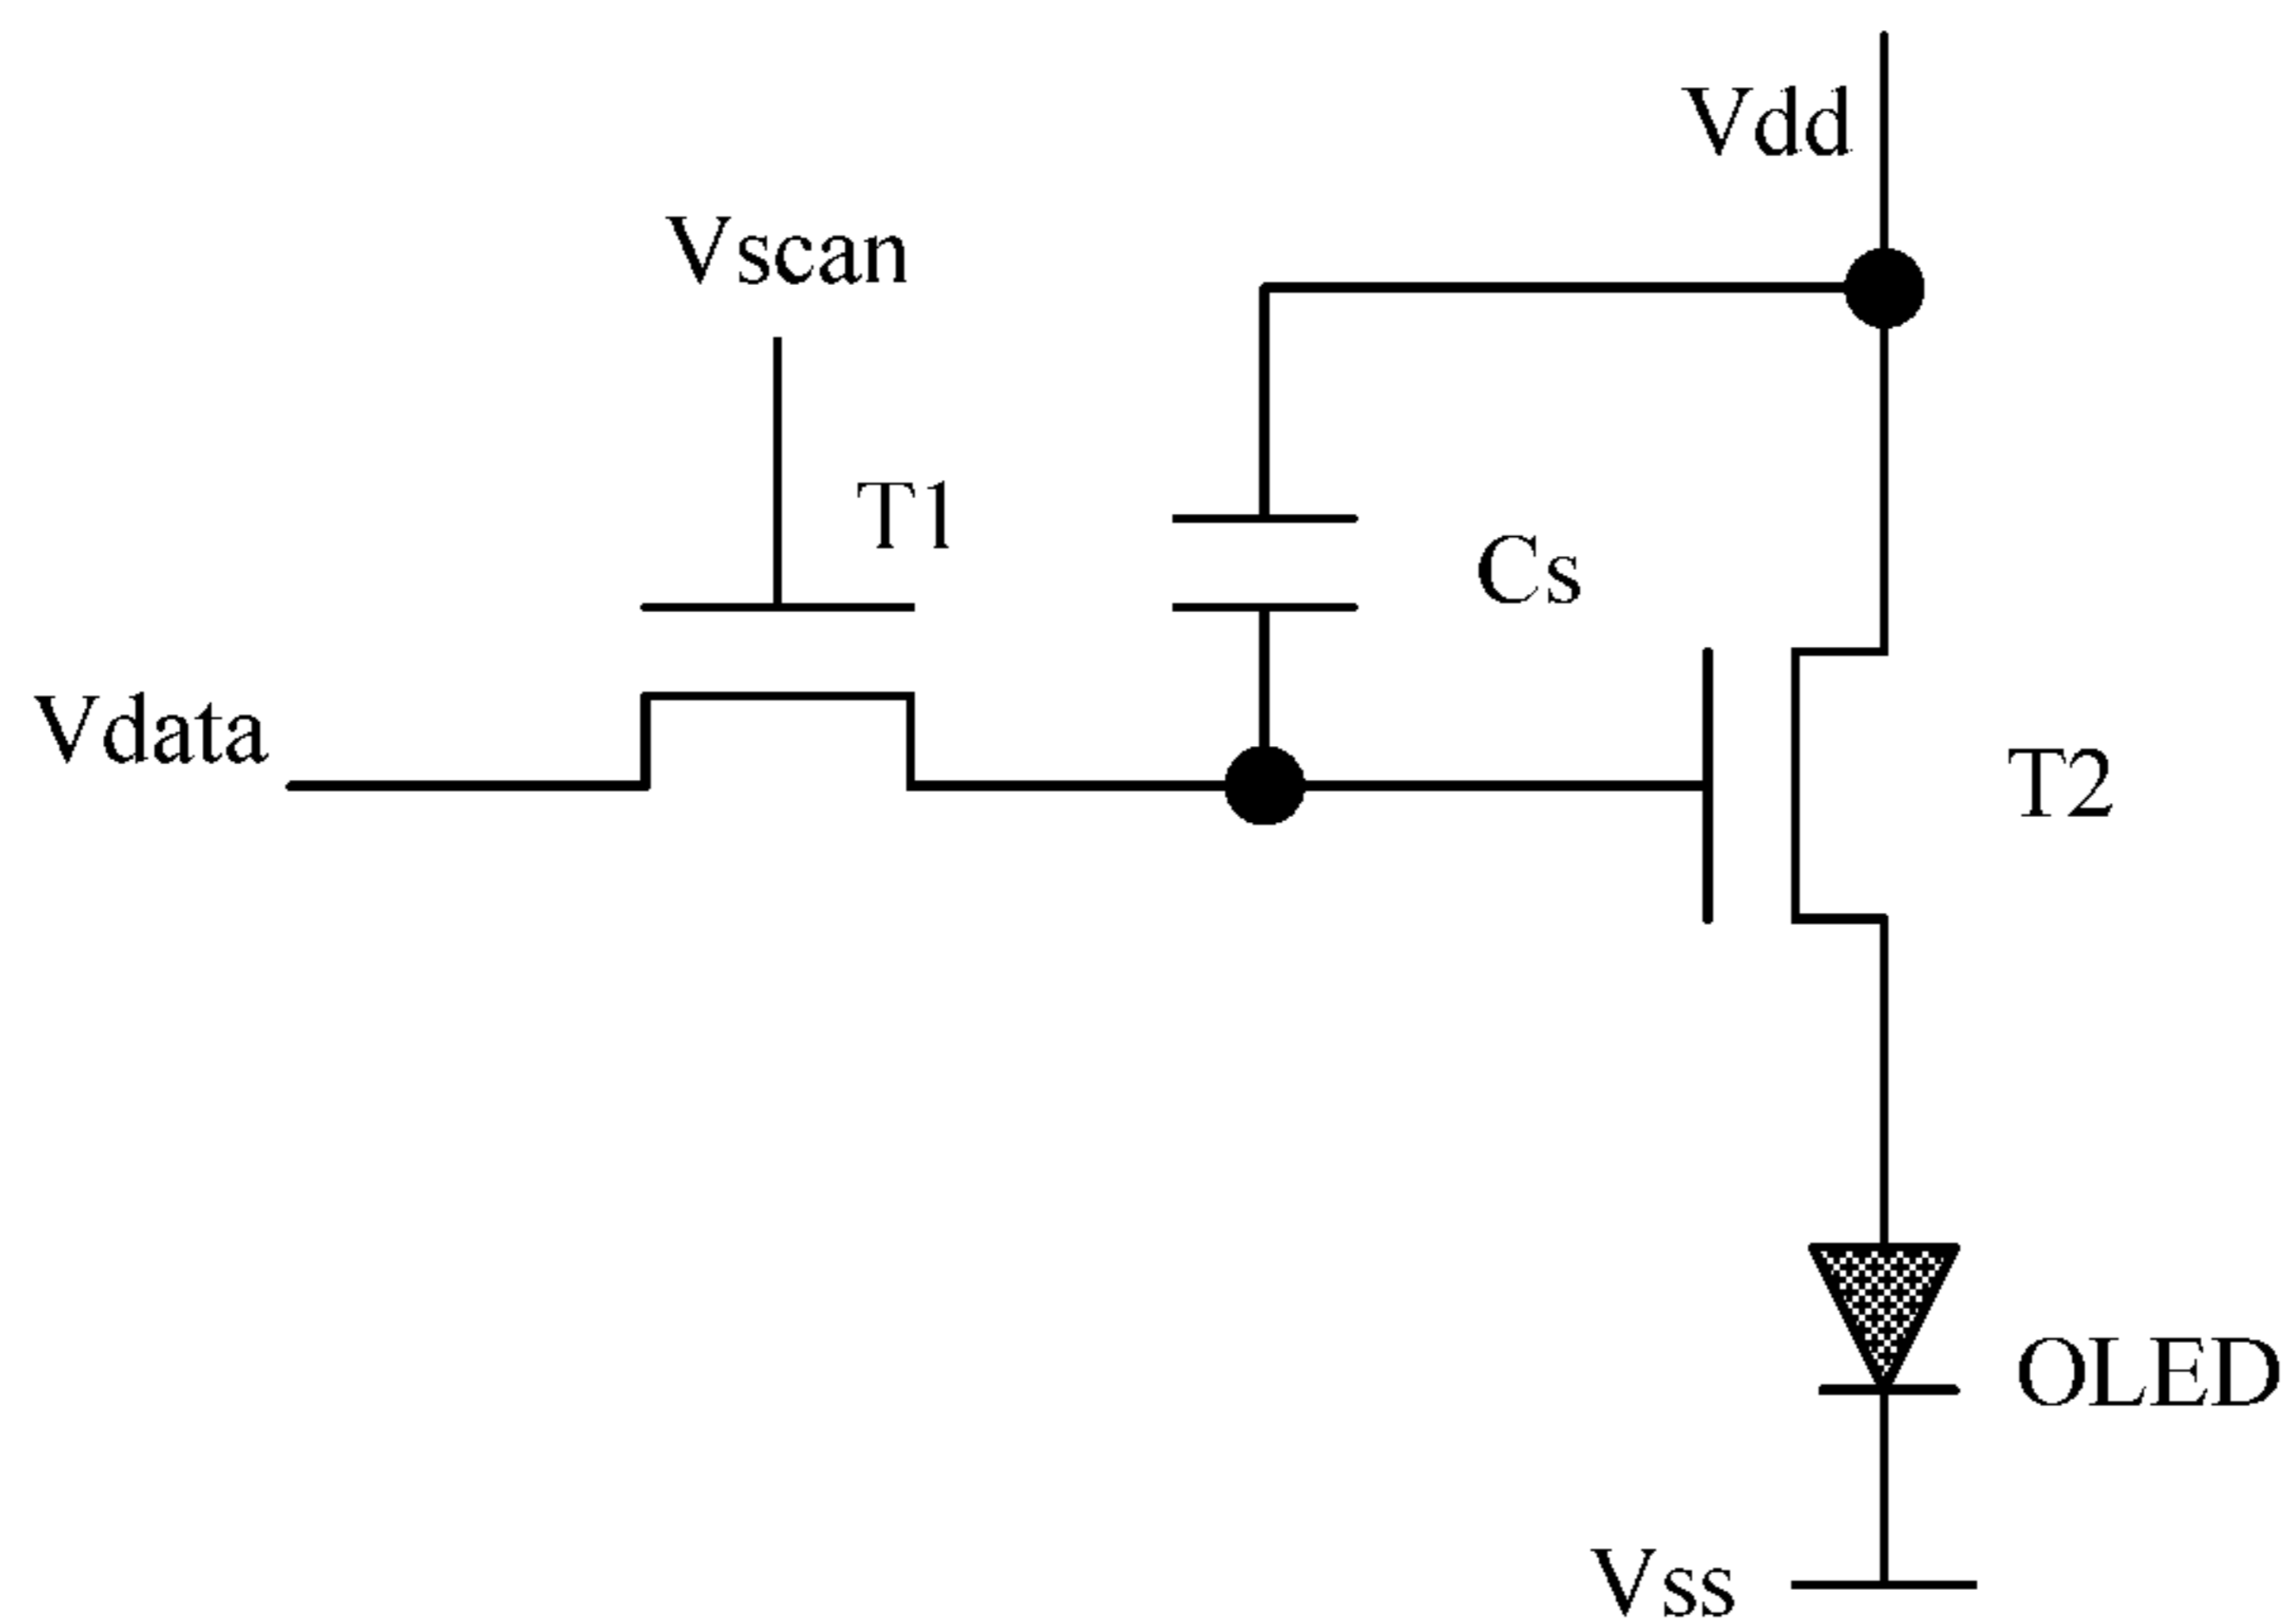 Vdd
Vscan
T1
Cs
Vdata
T2
OLED
Vss